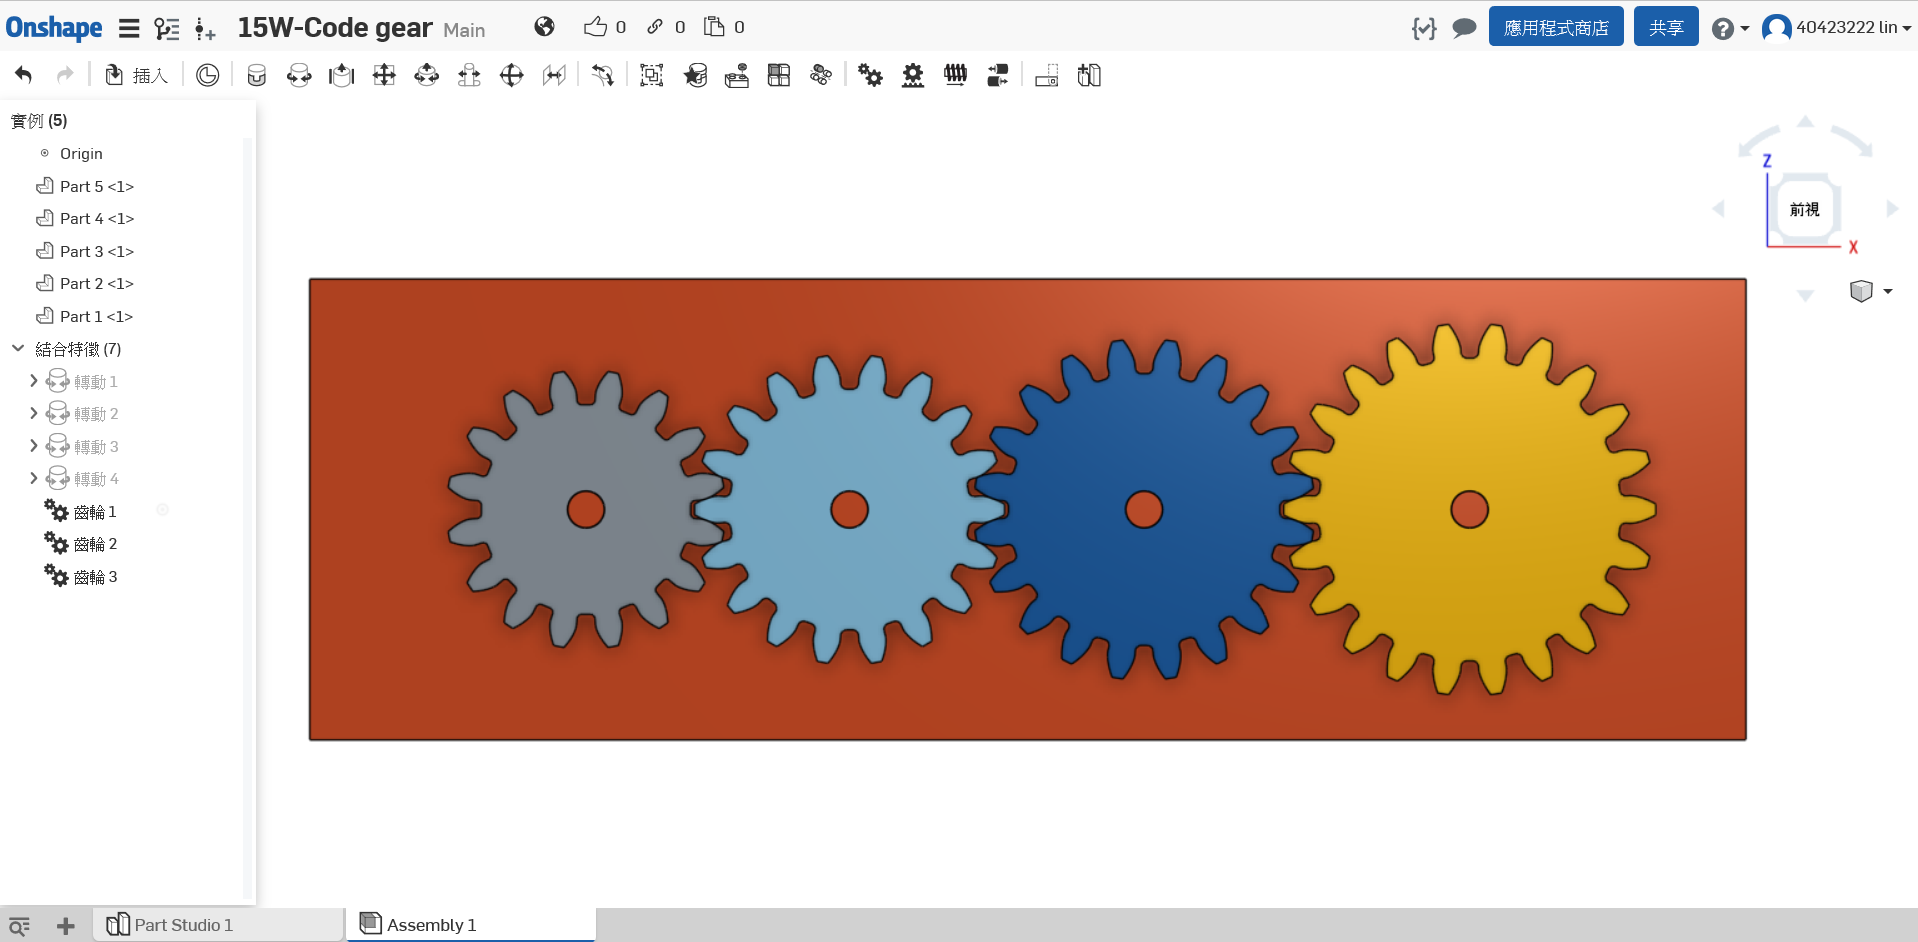 Onshape 15W-Code gear Main 0 0 0 應用程式商店 共享 40423222 lin
插入
實例 (5)
Origin
Part 5 <1>
Part 4 <1>
Part 3 <1>
Part 2 <1>
Part 1 <1>
結合特徵 (7)
轉動 1
轉動 2
轉動 3
轉動 4
齒輪 1
齒輪 2
齒輪 3
Z
前視
X
Part Studio 1
Assembly 1